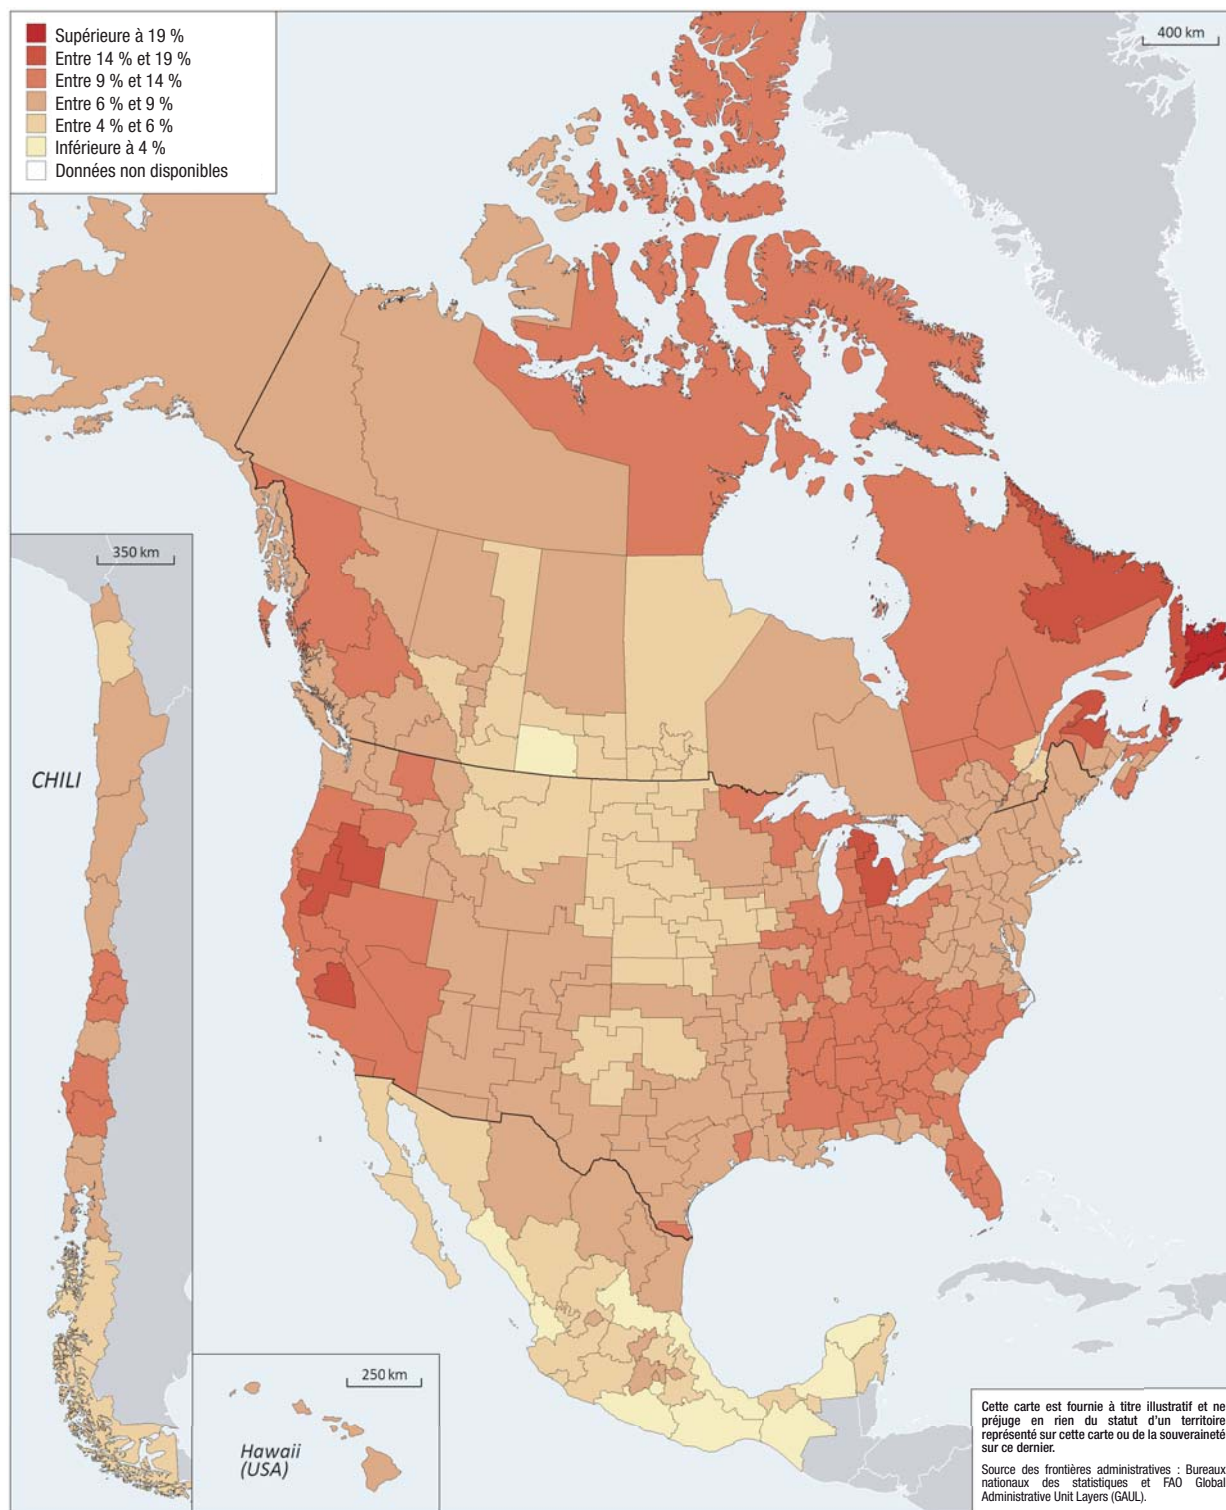 Supérieure à 19 %
Entre 14 % et 19 %
Entre 9 % et 14 %
Entre 6 % et 9 %
Entre 4 % et 6 %
Inférieure à 4 %
Données non disponibles
400 km
350 km
CHILI
250 km
Hawaii
(USA)
Cette carte est fournie à titre illustratif et ne
préjuge en rien du statut d'un territoire
représenté sur cette carte ou de la souveraineté
sur ce dernier.
Source des frontières administratives : Bureaux
nationaux des statistiques et FAO Global
Administrative Unit Layers (GAUL).